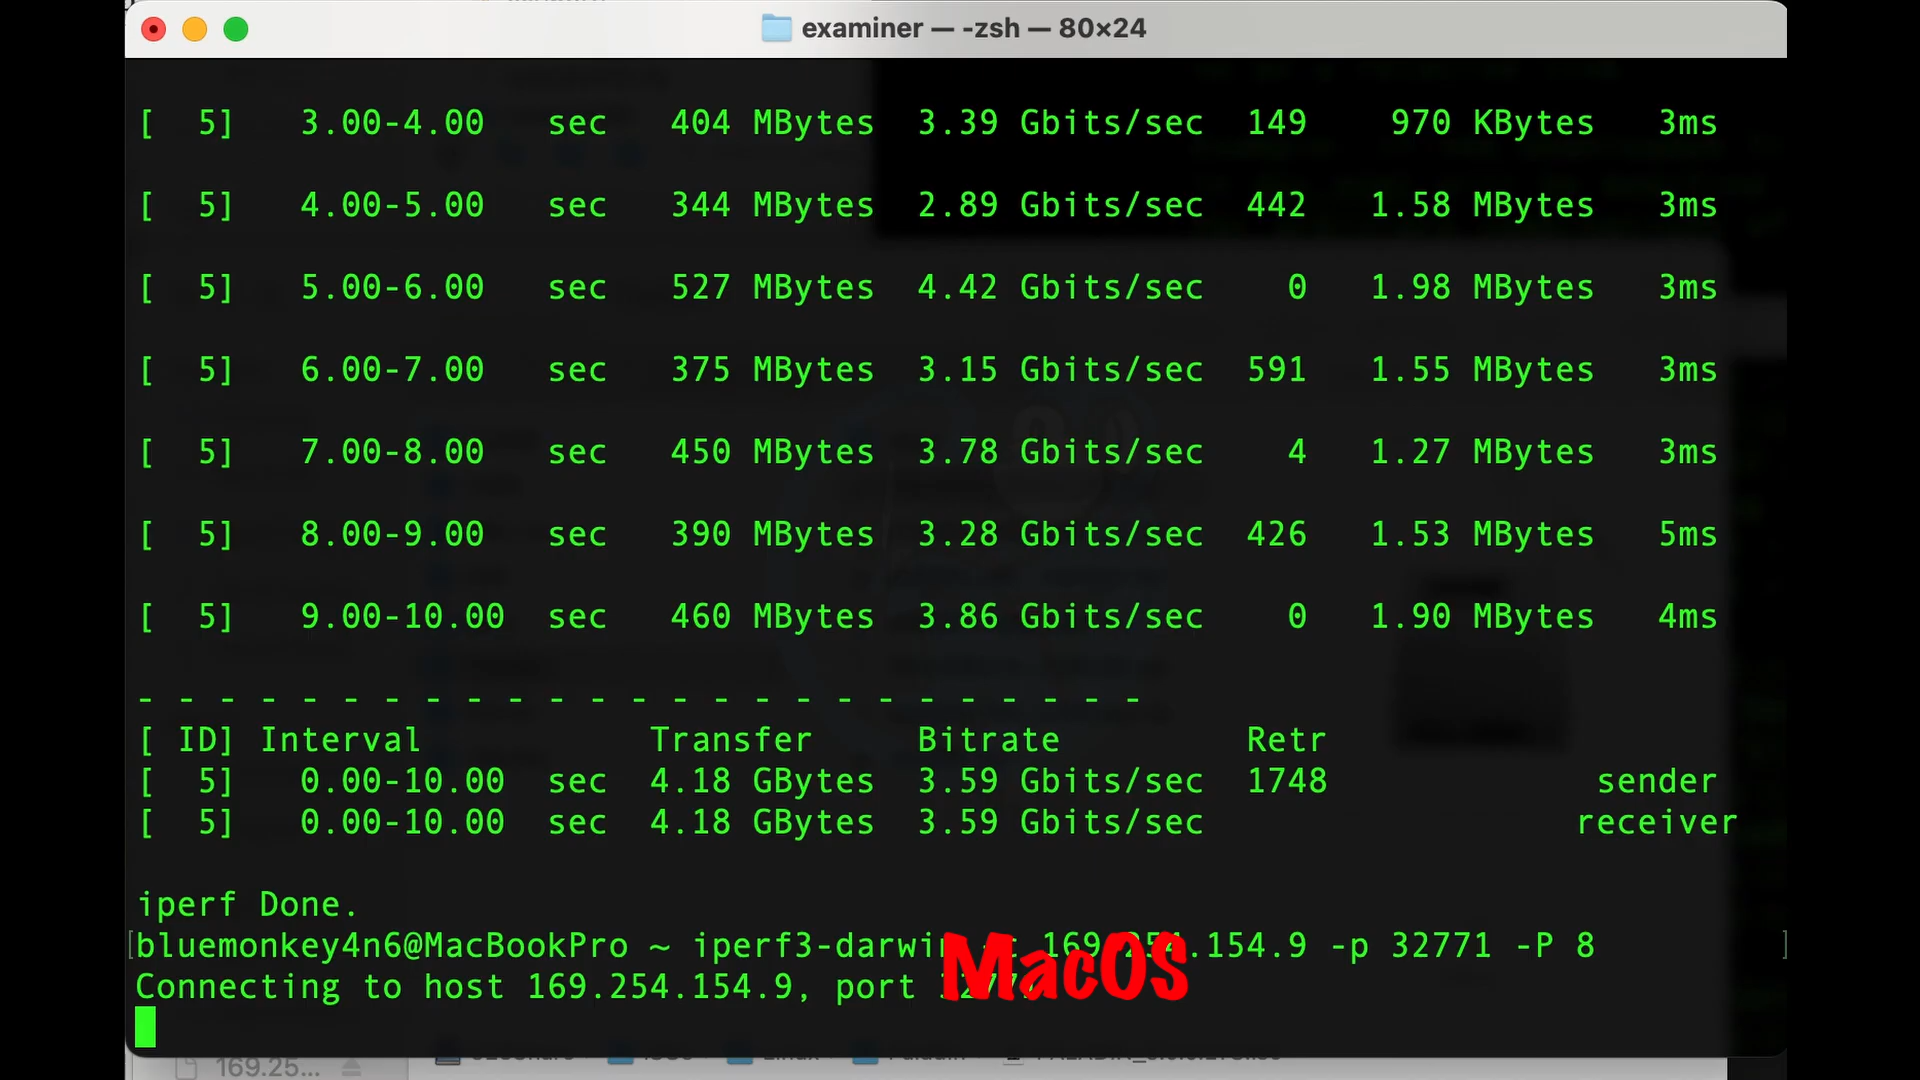 examiner — -zsh — 80×24
[  5]   3.00-4.00   sec   404 MBytes  3.39 Gbits/sec  149    970 KBytes   3ms
[  5]   4.00-5.00   sec   344 MBytes  2.89 Gbits/sec  442   1.58 MBytes   3ms
[  5]   5.00-6.00   sec   527 MBytes  4.42 Gbits/sec    0   1.98 MBytes   3ms
[  5]   6.00-7.00   sec   375 MBytes  3.15 Gbits/sec  591   1.55 MBytes   3ms
[  5]   7.00-8.00   sec   450 MBytes  3.78 Gbits/sec    4   1.27 MBytes   3ms
[  5]   8.00-9.00   sec   390 MBytes  3.28 Gbits/sec  426   1.53 MBytes   5ms
[  5]   9.00-10.00  sec   460 MBytes  3.86 Gbits/sec    0   1.90 MBytes   4ms
- - - - - - - - - - - - - - - - - - - - - - - - -
[ ID] Interval           Transfer     Bitrate         Retr
[  5]   0.00-10.00  sec  4.18 GBytes  3.59 Gbits/sec  1748             sender
[  5]   0.00-10.00  sec  4.18 GBytes  3.59 Gbits/sec                  receiver
iperf Done.
bluemonkey4n6@MacBookPro ~ iperf3-darwin 169.254.154.9 -p 32771 -P 8
MacOS
Connecting to host 169.254.154.9, port
169.25...